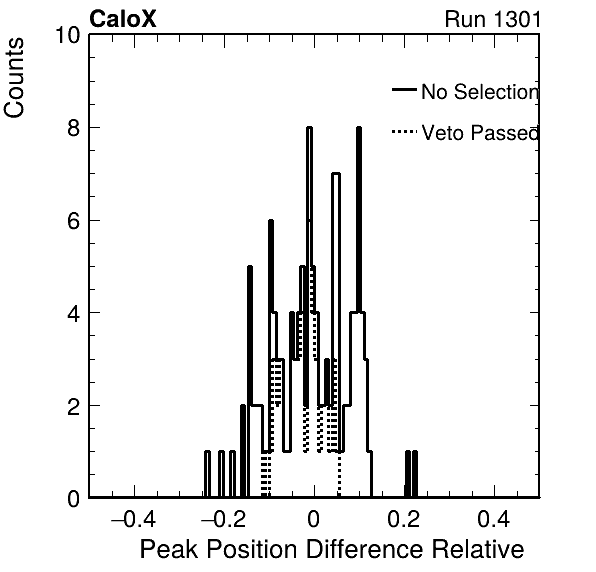 CaloX Run 1301
Counts
10
8
6
4
2
0
No Selection
Veto Passed
−0.4 −0.2 0 0.2 0.4
Peak Position Difference Relative